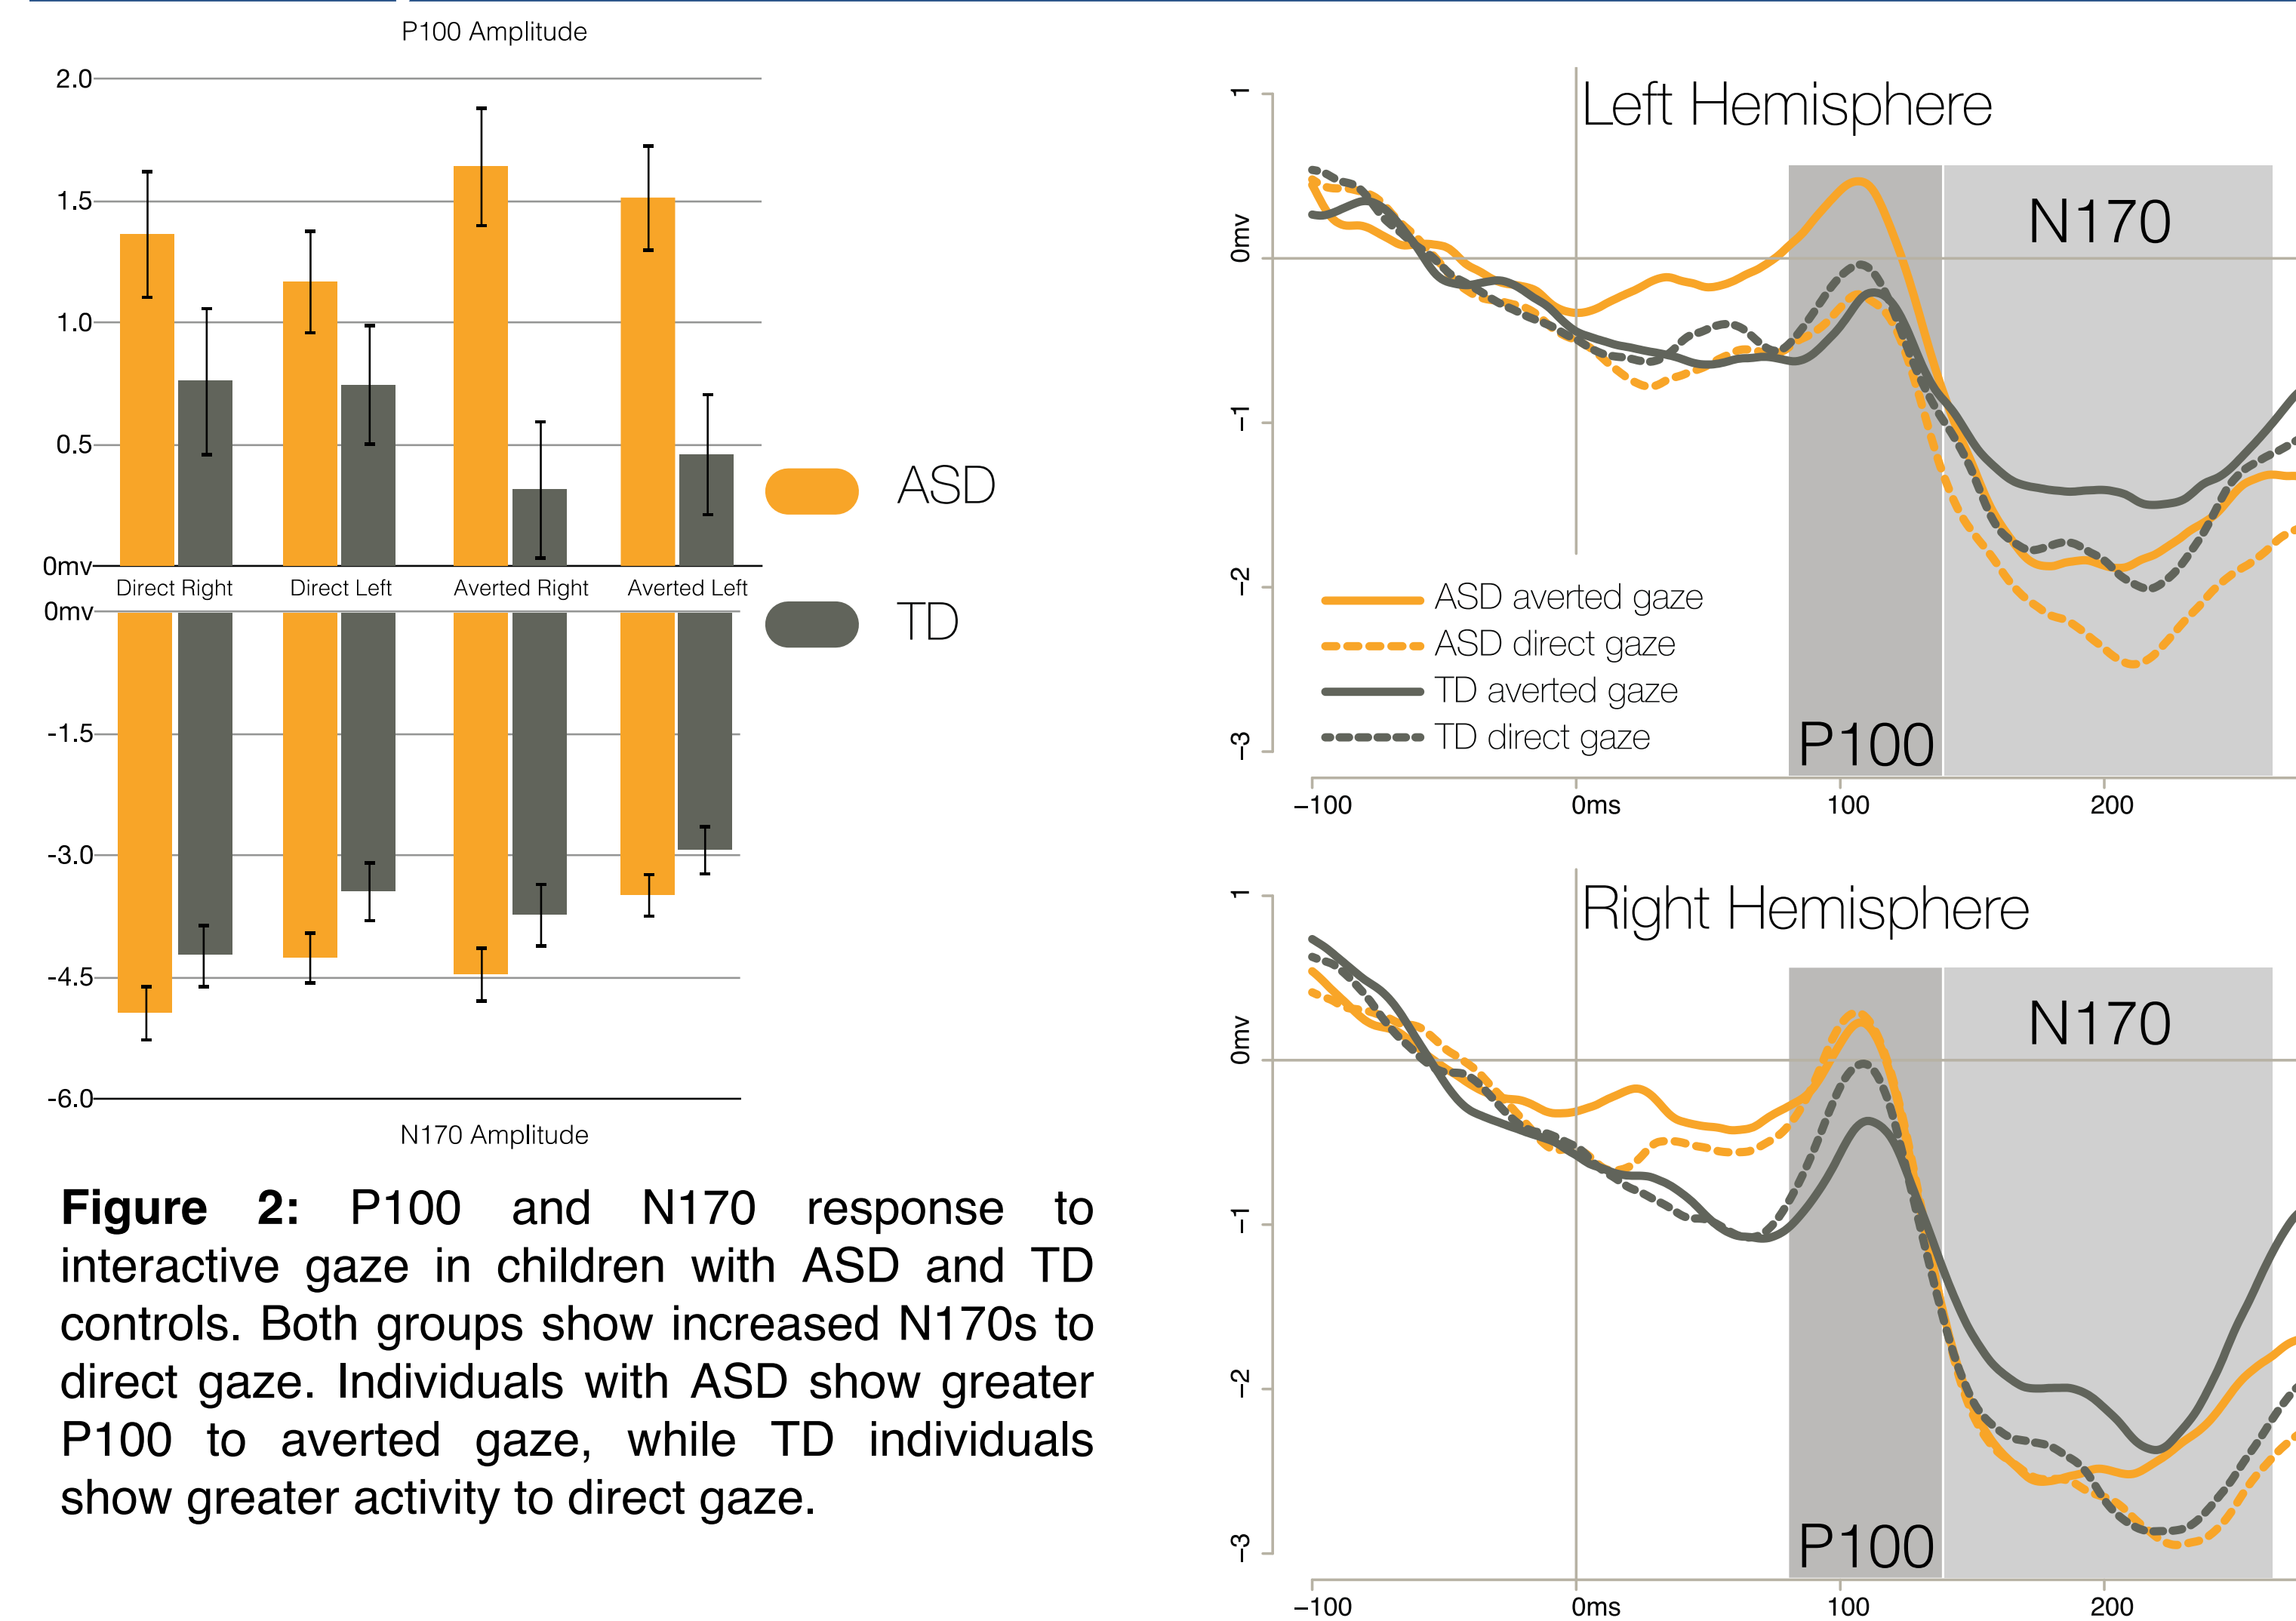 P100 Amplitude
2.0
1.5
1.0
0.5
0mv
Direct Right
Direct Left
Averted Right
Averted Left
0mv
-1.5
-3.0
-4.5
-6.0
N170 Amplitude
ASD
TD
Figure 2: P100 and N170 response to
interactive gaze in children with ASD and TD
controls. Both groups show increased N170s to
direct gaze. Individuals with ASD show greater
P100 to averted gaze, while TD individuals
show greater activity to direct gaze.
Left Hemisphere
1
0mv
−1
−2
−3
N170
P100
ASD averted gaze
ASD direct gaze
TD averted gaze
TD direct gaze
−100
0ms
100
200
Right Hemisphere
1
0mv
−1
−2
−3
N170
P100
−100
0ms
100
200